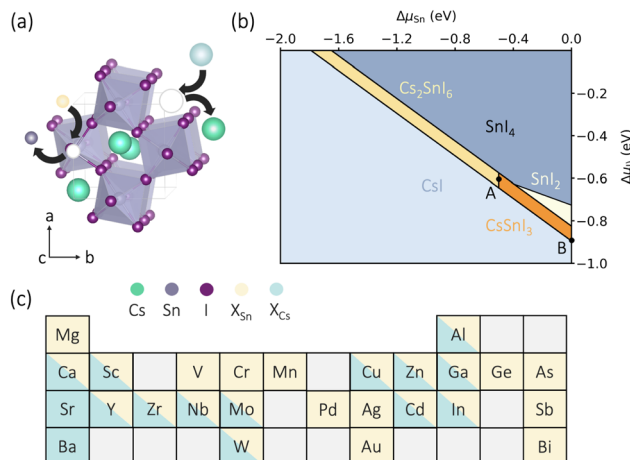 (a)
(b)
Δμ_Sn (eV)
−2.0 −1.6 −1.2 −0.8 −0.4 0.0
Cs₂SnI₆
SnI₄
SnI₂
CsI
A
CsSnI₃
B
−0.2
−0.4
−0.6
−0.8
−1.0
a
c b
Cs Sn I X_Sn X_Cs
(c)
Mg Al
Ca Sc V Cr Mn Cu Zn Ga Ge As
Sr Y Zr Nb Mo Pd Ag Cd In Sb
Ba W Au Bi